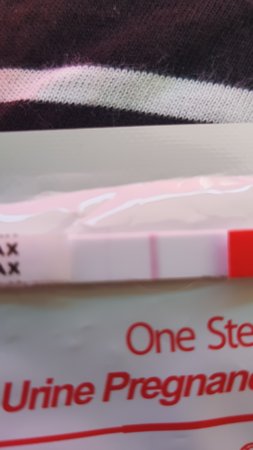 AX
AX
One Ste
Urine Pregnanc